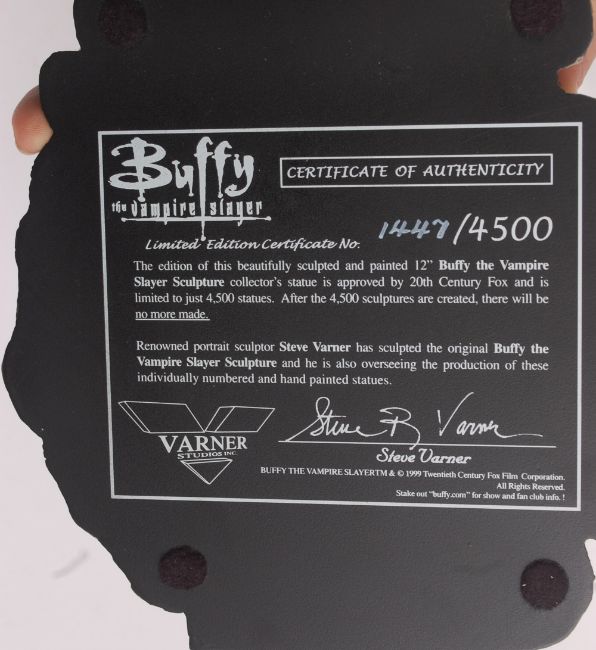 Buffy
the vampire slayer
CERTIFICATE OF AUTHENTICITY
Limited Edition Certificate No. 1447/4500
The edition of this beautifully sculpted and painted 12" Buffy the Vampire
Slayer Sculpture collector's statue is approved by 20th Century Fox and is
limited to just 4,500 statues. After the 4,500 sculptures are created, there will be
no more made.
Renowned portrait sculptor Steve Varner has sculpted the original Buffy the
Vampire Slayer Sculpture and he is also overseeing the production of these
individually numbered and hand painted statues.
VARNER
STUDIOS INC.
Steve R Varner
Steve Varner
BUFFY THE VAMPIRE SLAYERTM & © 1999 Twentieth Century Fox Film Corporation.
All Rights Reserved.
Stake out "buffy.com" for show and fan club info. !